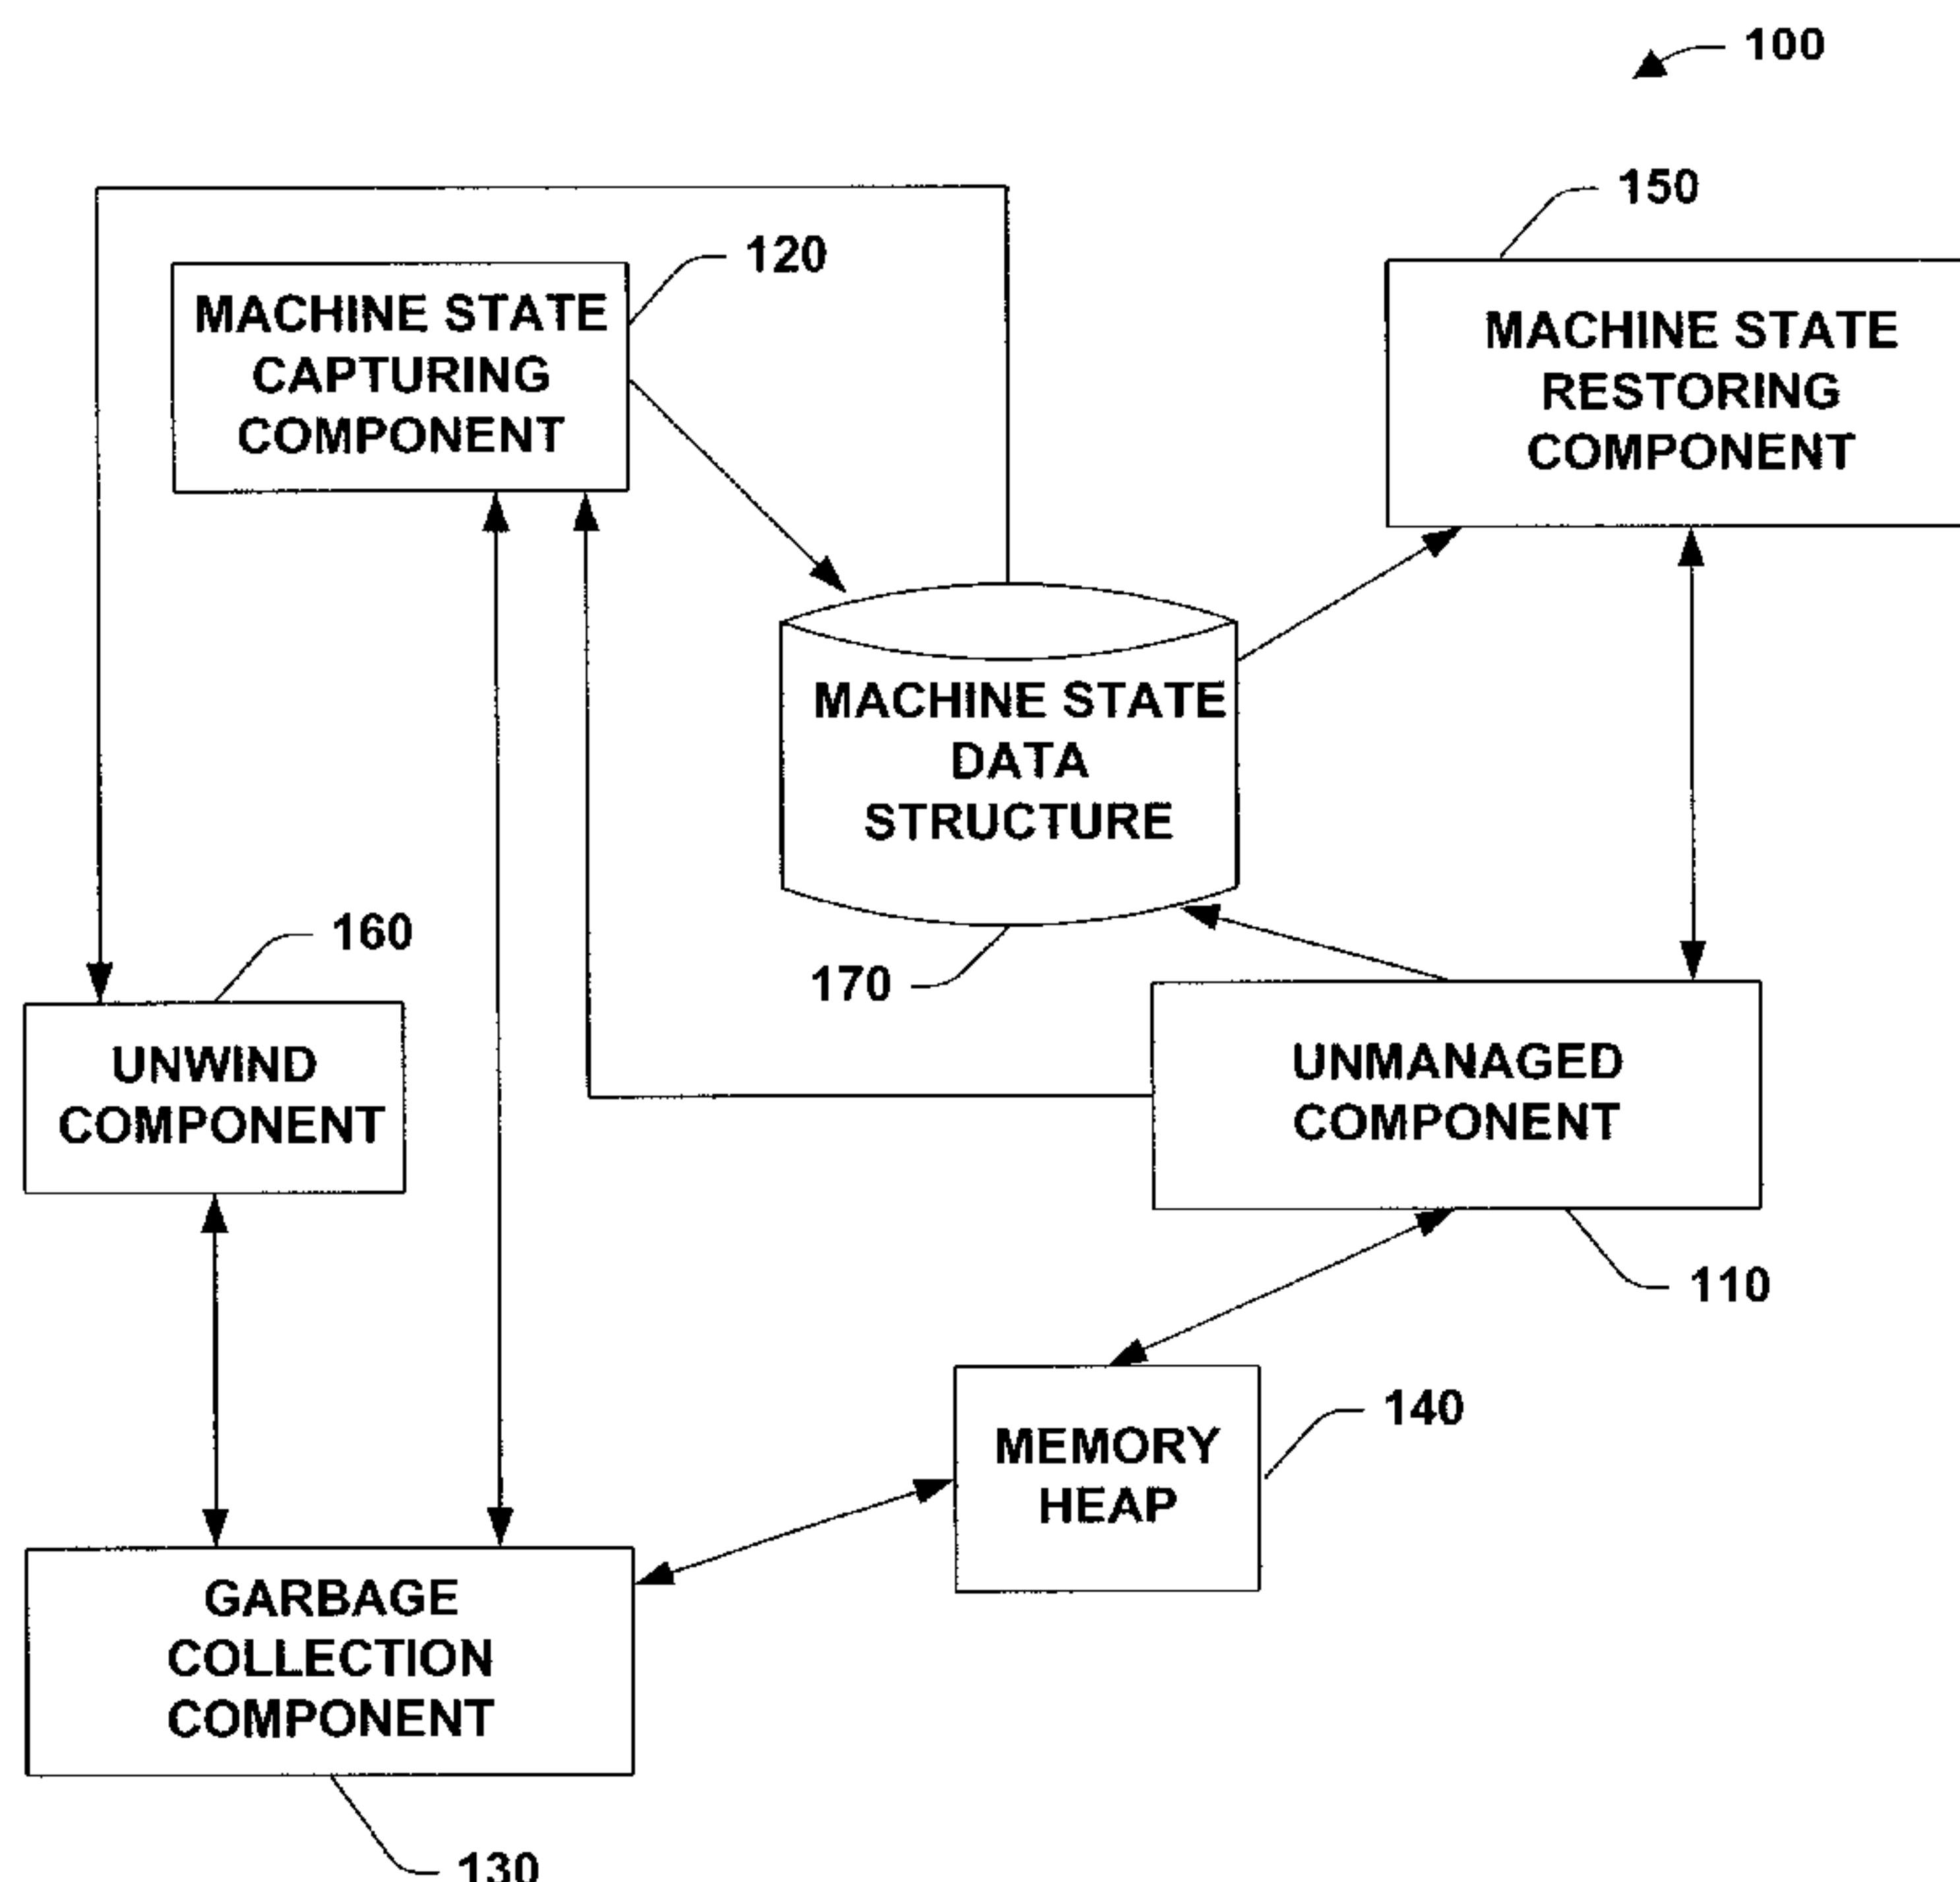 100
150
120
MACHINE STATE
CAPTURING
COMPONENT
MACHINE STATE
RESTORING
COMPONENT
MACHINE STATE
DATA
STRUCTURE
160
170
UNWIND
COMPONENT
UNMANAGED
COMPONENT
110
140
MEMORY
HEAP
GARBAGE
COLLECTION
COMPONENT
130